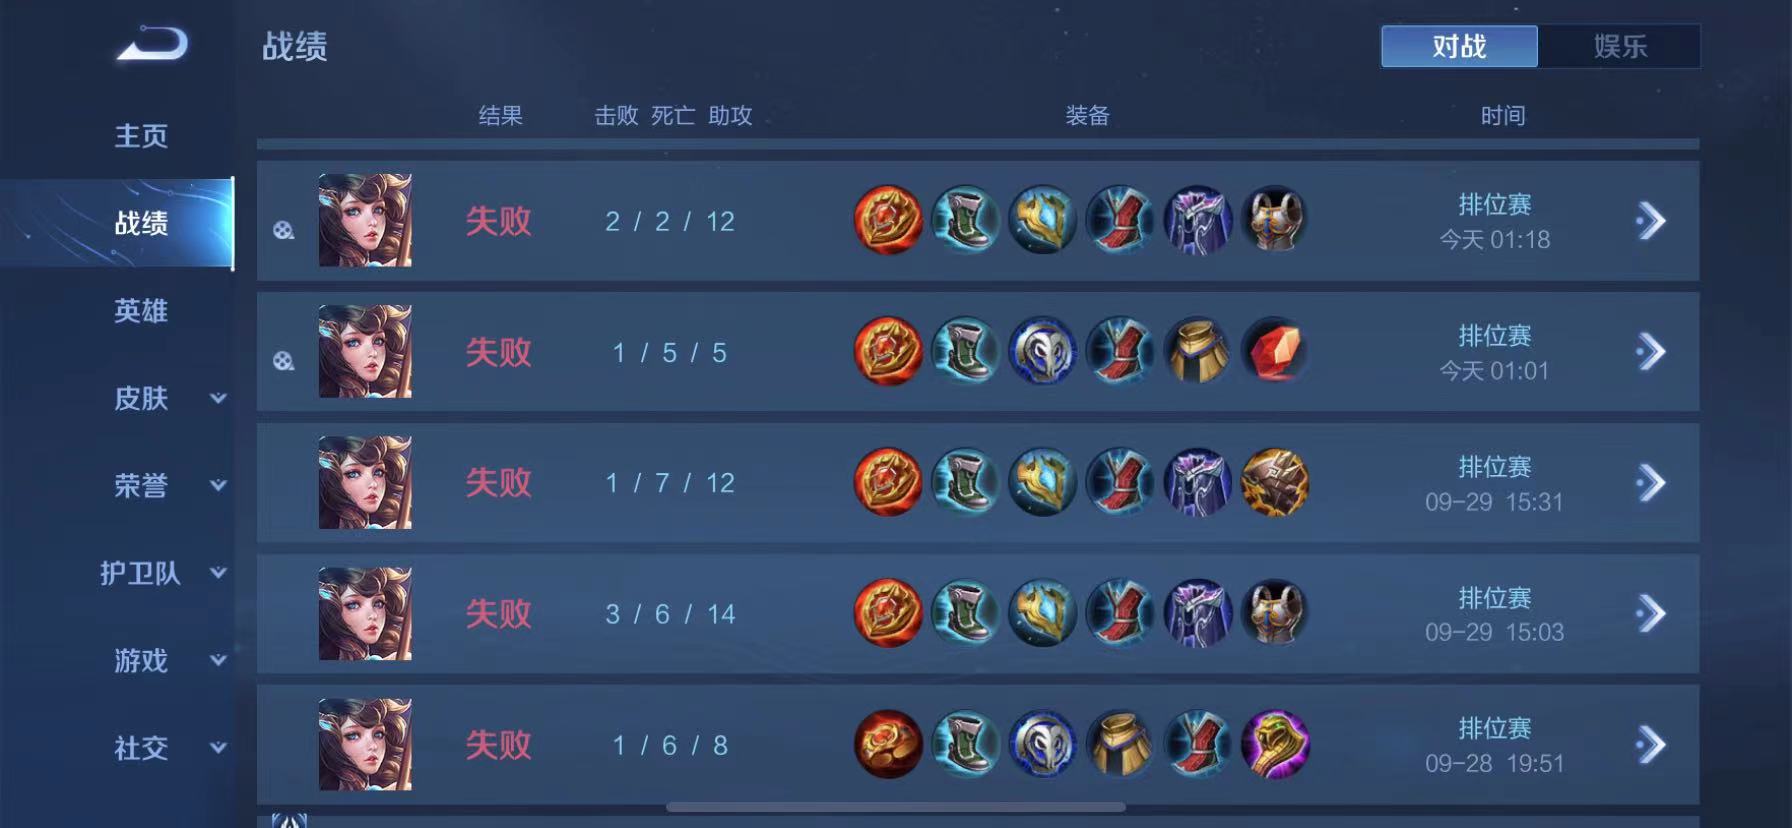 战绩
对战 娱乐
结果 击败 死亡 助攻 装备 时间
主页
战绩
英雄
皮肤
荣誉
护卫队
游戏
社交
失败 2 / 2 / 12 排位赛
今天 01:18
失败 1 / 5 / 5 排位赛
今天 01:01
失败 1 / 7 / 12 排位赛
09-29 15:31
失败 3 / 6 / 14 排位赛
09-29 15:03
失败 1 / 6 / 8 排位赛
09-28 19:51